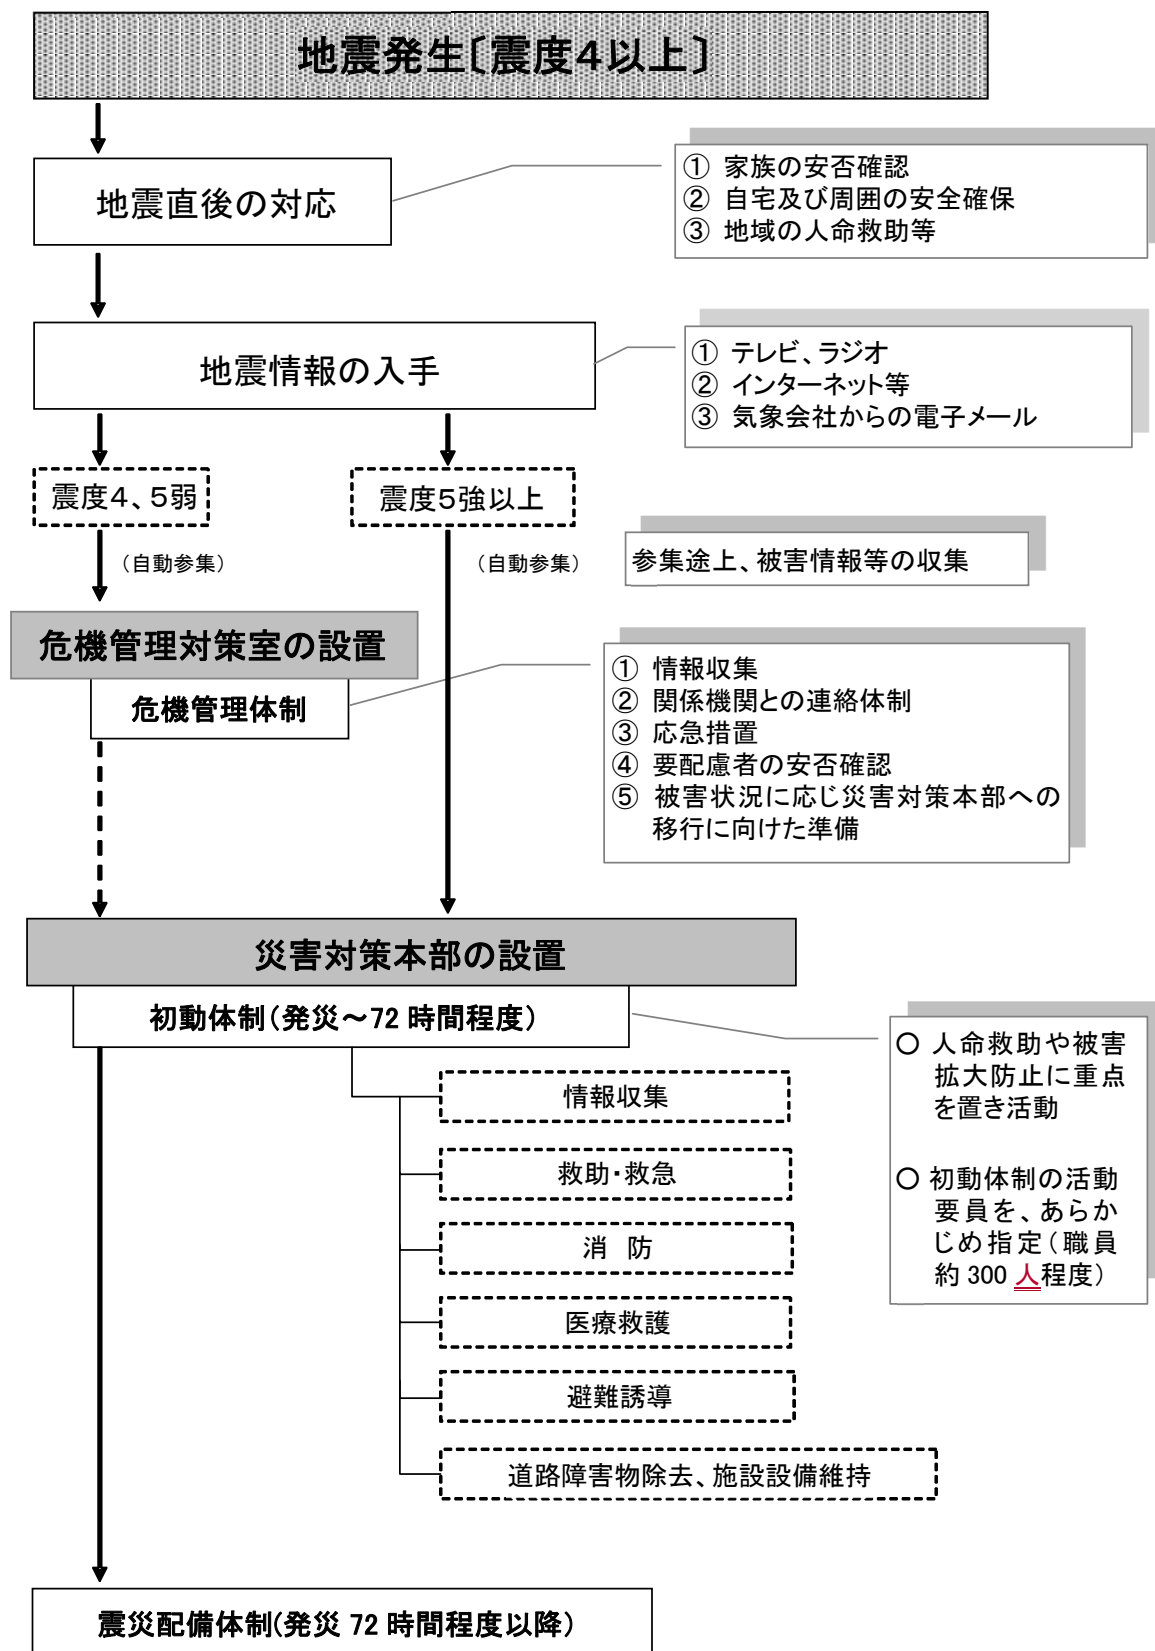 地震発生〔震度４以上〕
地震直後の対応
① 家族の安否確認
② 自宅及び周囲の安全確保
③ 地域の人命救助等
地震情報の入手
① テレビ、ラジオ
② インターネット等
③ 気象会社からの電子メール
震度４、５弱
震度５強以上
（自動参集）
（自動参集）
参集途上、被害情報等の収集
危機管理対策室の設置
危機管理体制
① 情報収集
② 関係機関との連絡体制
③ 応急措置
④ 要配慮者の安否確認
⑤ 被害状況に応じ災害対策本部への
移行に向けた準備
災害対策本部の設置
初動体制（発災～72 時間程度）
○ 人命救助や被害
拡大防止に重点
を置き活動
○ 初動体制の活動
要員を、あらか
じめ指定（職員
約 300 人程度）
情報収集
救助・救急
消　防
医療救護
避難誘導
道路障害物除去、施設設備維持
震災配備体制(発災 72 時間程度以降）